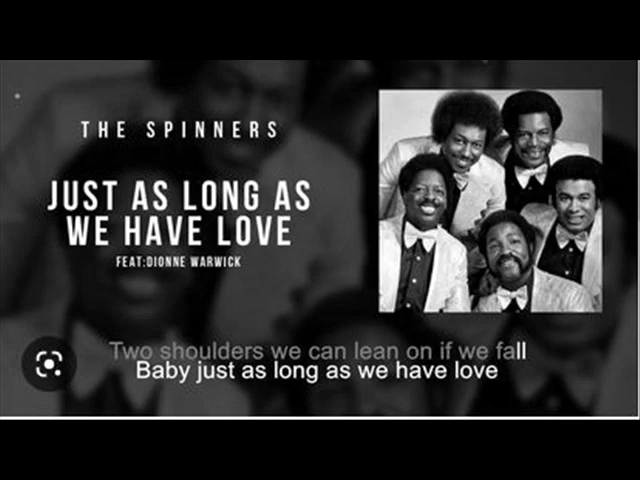 THE SPINNERS
JUST AS LONG AS
WE HAVE LOVE
FEAT:DIONNE WARWICK
Two shoulders we can lean on if we fall
Baby just as long as we have love